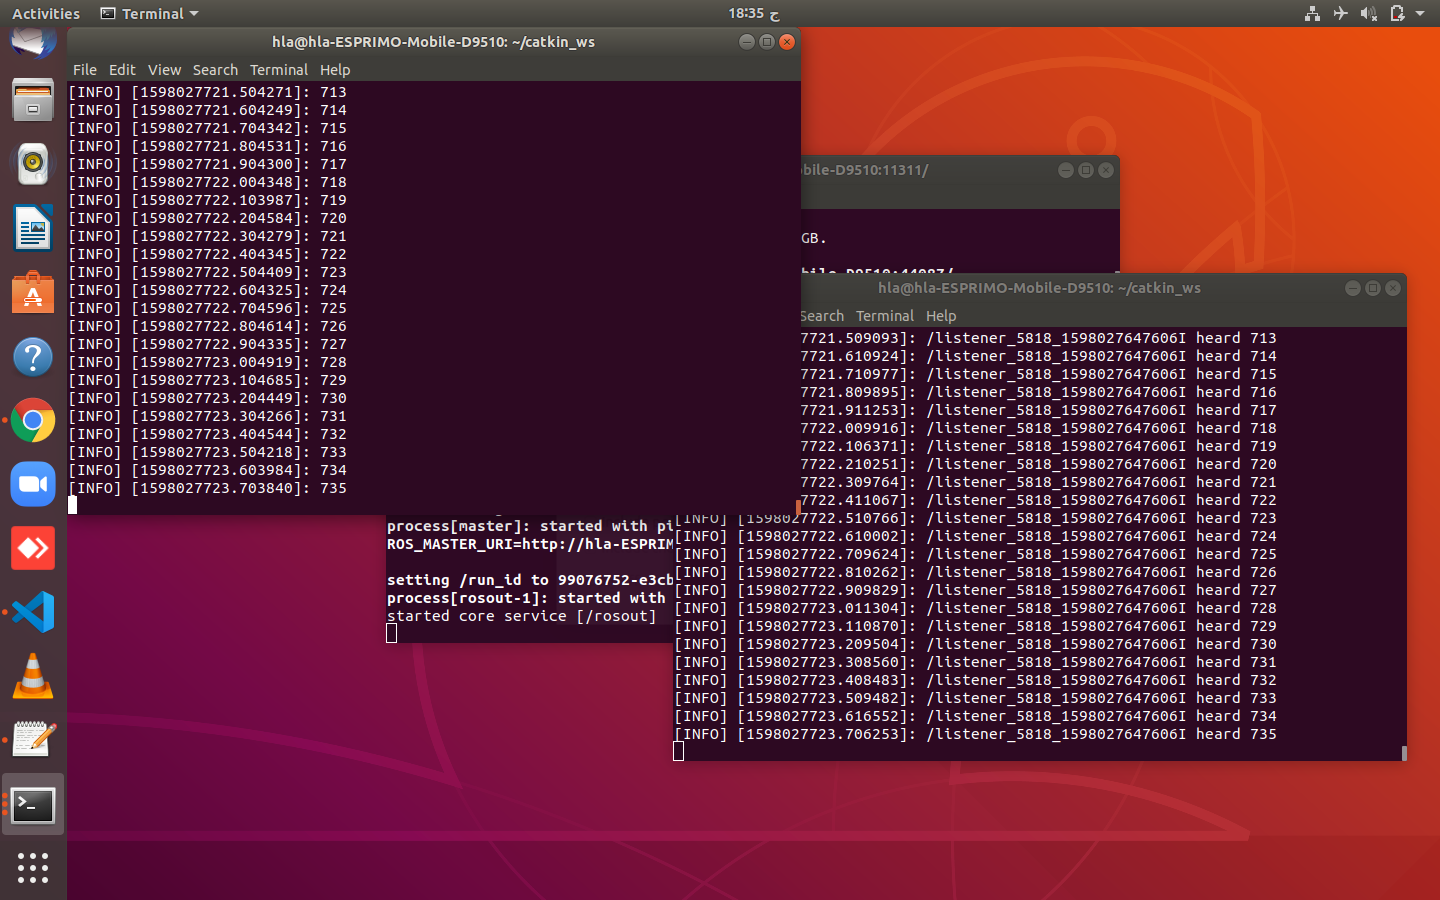 Activities
Terminal
18:35 ح
hla@hla-ESPRIMO-Mobile-D9510: ~/catkin_ws
File Edit View Search Terminal Help
[INFO] [1598027721.504271]: 713
[INFO] [1598027721.604249]: 714
[INFO] [1598027721.704342]: 715
[INFO] [1598027721.804531]: 716
[INFO] [1598027721.904300]: 717
[INFO] [1598027722.004348]: 718
[INFO] [1598027722.103987]: 719
[INFO] [1598027722.204584]: 720
[INFO] [1598027722.304279]: 721
[INFO] [1598027722.404345]: 722
[INFO] [1598027722.504409]: 723
[INFO] [1598027722.604325]: 724
[INFO] [1598027722.704596]: 725
[INFO] [1598027722.804614]: 726
[INFO] [1598027722.904335]: 727
[INFO] [1598027723.004919]: 728
[INFO] [1598027723.104685]: 729
[INFO] [1598027723.204449]: 730
[INFO] [1598027723.304266]: 731
[INFO] [1598027723.404544]: 732
[INFO] [1598027723.504218]: 733
[INFO] [1598027723.603984]: 734
[INFO] [1598027723.703840]: 735
obile-D9510:11311/
GB.
bile-D9510:44087/
process[master]: started with pi
ROS_MASTER_URI=http://hla-ESPRIM
setting /run_id to 99076752-e3cb
process[rosout-1]: started with
started core service [/rosout]
hla@hla-ESPRIMO-Mobile-D9510: ~/catkin_ws
Search Terminal Help
7721.509093]: /listener_5818_1598027647606I heard 713
7721.610924]: /listener_5818_1598027647606I heard 714
7721.710977]: /listener_5818_1598027647606I heard 715
7721.809895]: /listener_5818_1598027647606I heard 716
7721.911253]: /listener_5818_1598027647606I heard 717
7722.009916]: /listener_5818_1598027647606I heard 718
7722.106371]: /listener_5818_1598027647606I heard 719
7722.210251]: /listener_5818_1598027647606I heard 720
7722.309764]: /listener_5818_1598027647606I heard 721
7722.411067]: /listener_5818_1598027647606I heard 722
[INFO] [1598027722.510766]: /listener_5818_1598027647606I heard 723
[INFO] [1598027722.610002]: /listener_5818_1598027647606I heard 724
[INFO] [1598027722.709624]: /listener_5818_1598027647606I heard 725
[INFO] [1598027722.810262]: /listener_5818_1598027647606I heard 726
[INFO] [1598027722.909829]: /listener_5818_1598027647606I heard 727
[INFO] [1598027723.011304]: /listener_5818_1598027647606I heard 728
[INFO] [1598027723.110870]: /listener_5818_1598027647606I heard 729
[INFO] [1598027723.209504]: /listener_5818_1598027647606I heard 730
[INFO] [1598027723.308560]: /listener_5818_1598027647606I heard 731
[INFO] [1598027723.408483]: /listener_5818_1598027647606I heard 732
[INFO] [1598027723.509482]: /listener_5818_1598027647606I heard 733
[INFO] [1598027723.616552]: /listener_5818_1598027647606I heard 734
[INFO] [1598027723.706253]: /listener_5818_1598027647606I heard 735